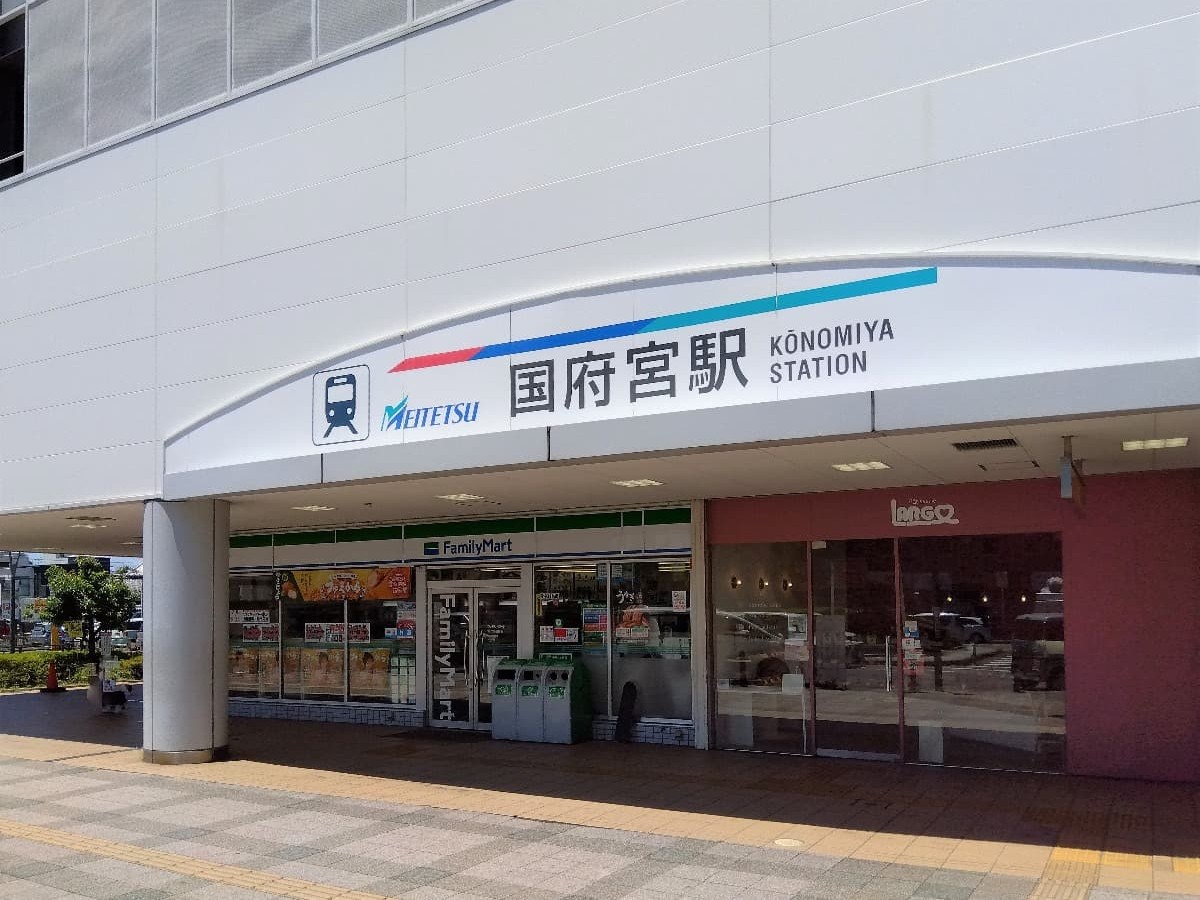 MEITETSU
国府宮駅
KŌNOMIYA
STATION
FamilyMart
LARGO
FamilyMart